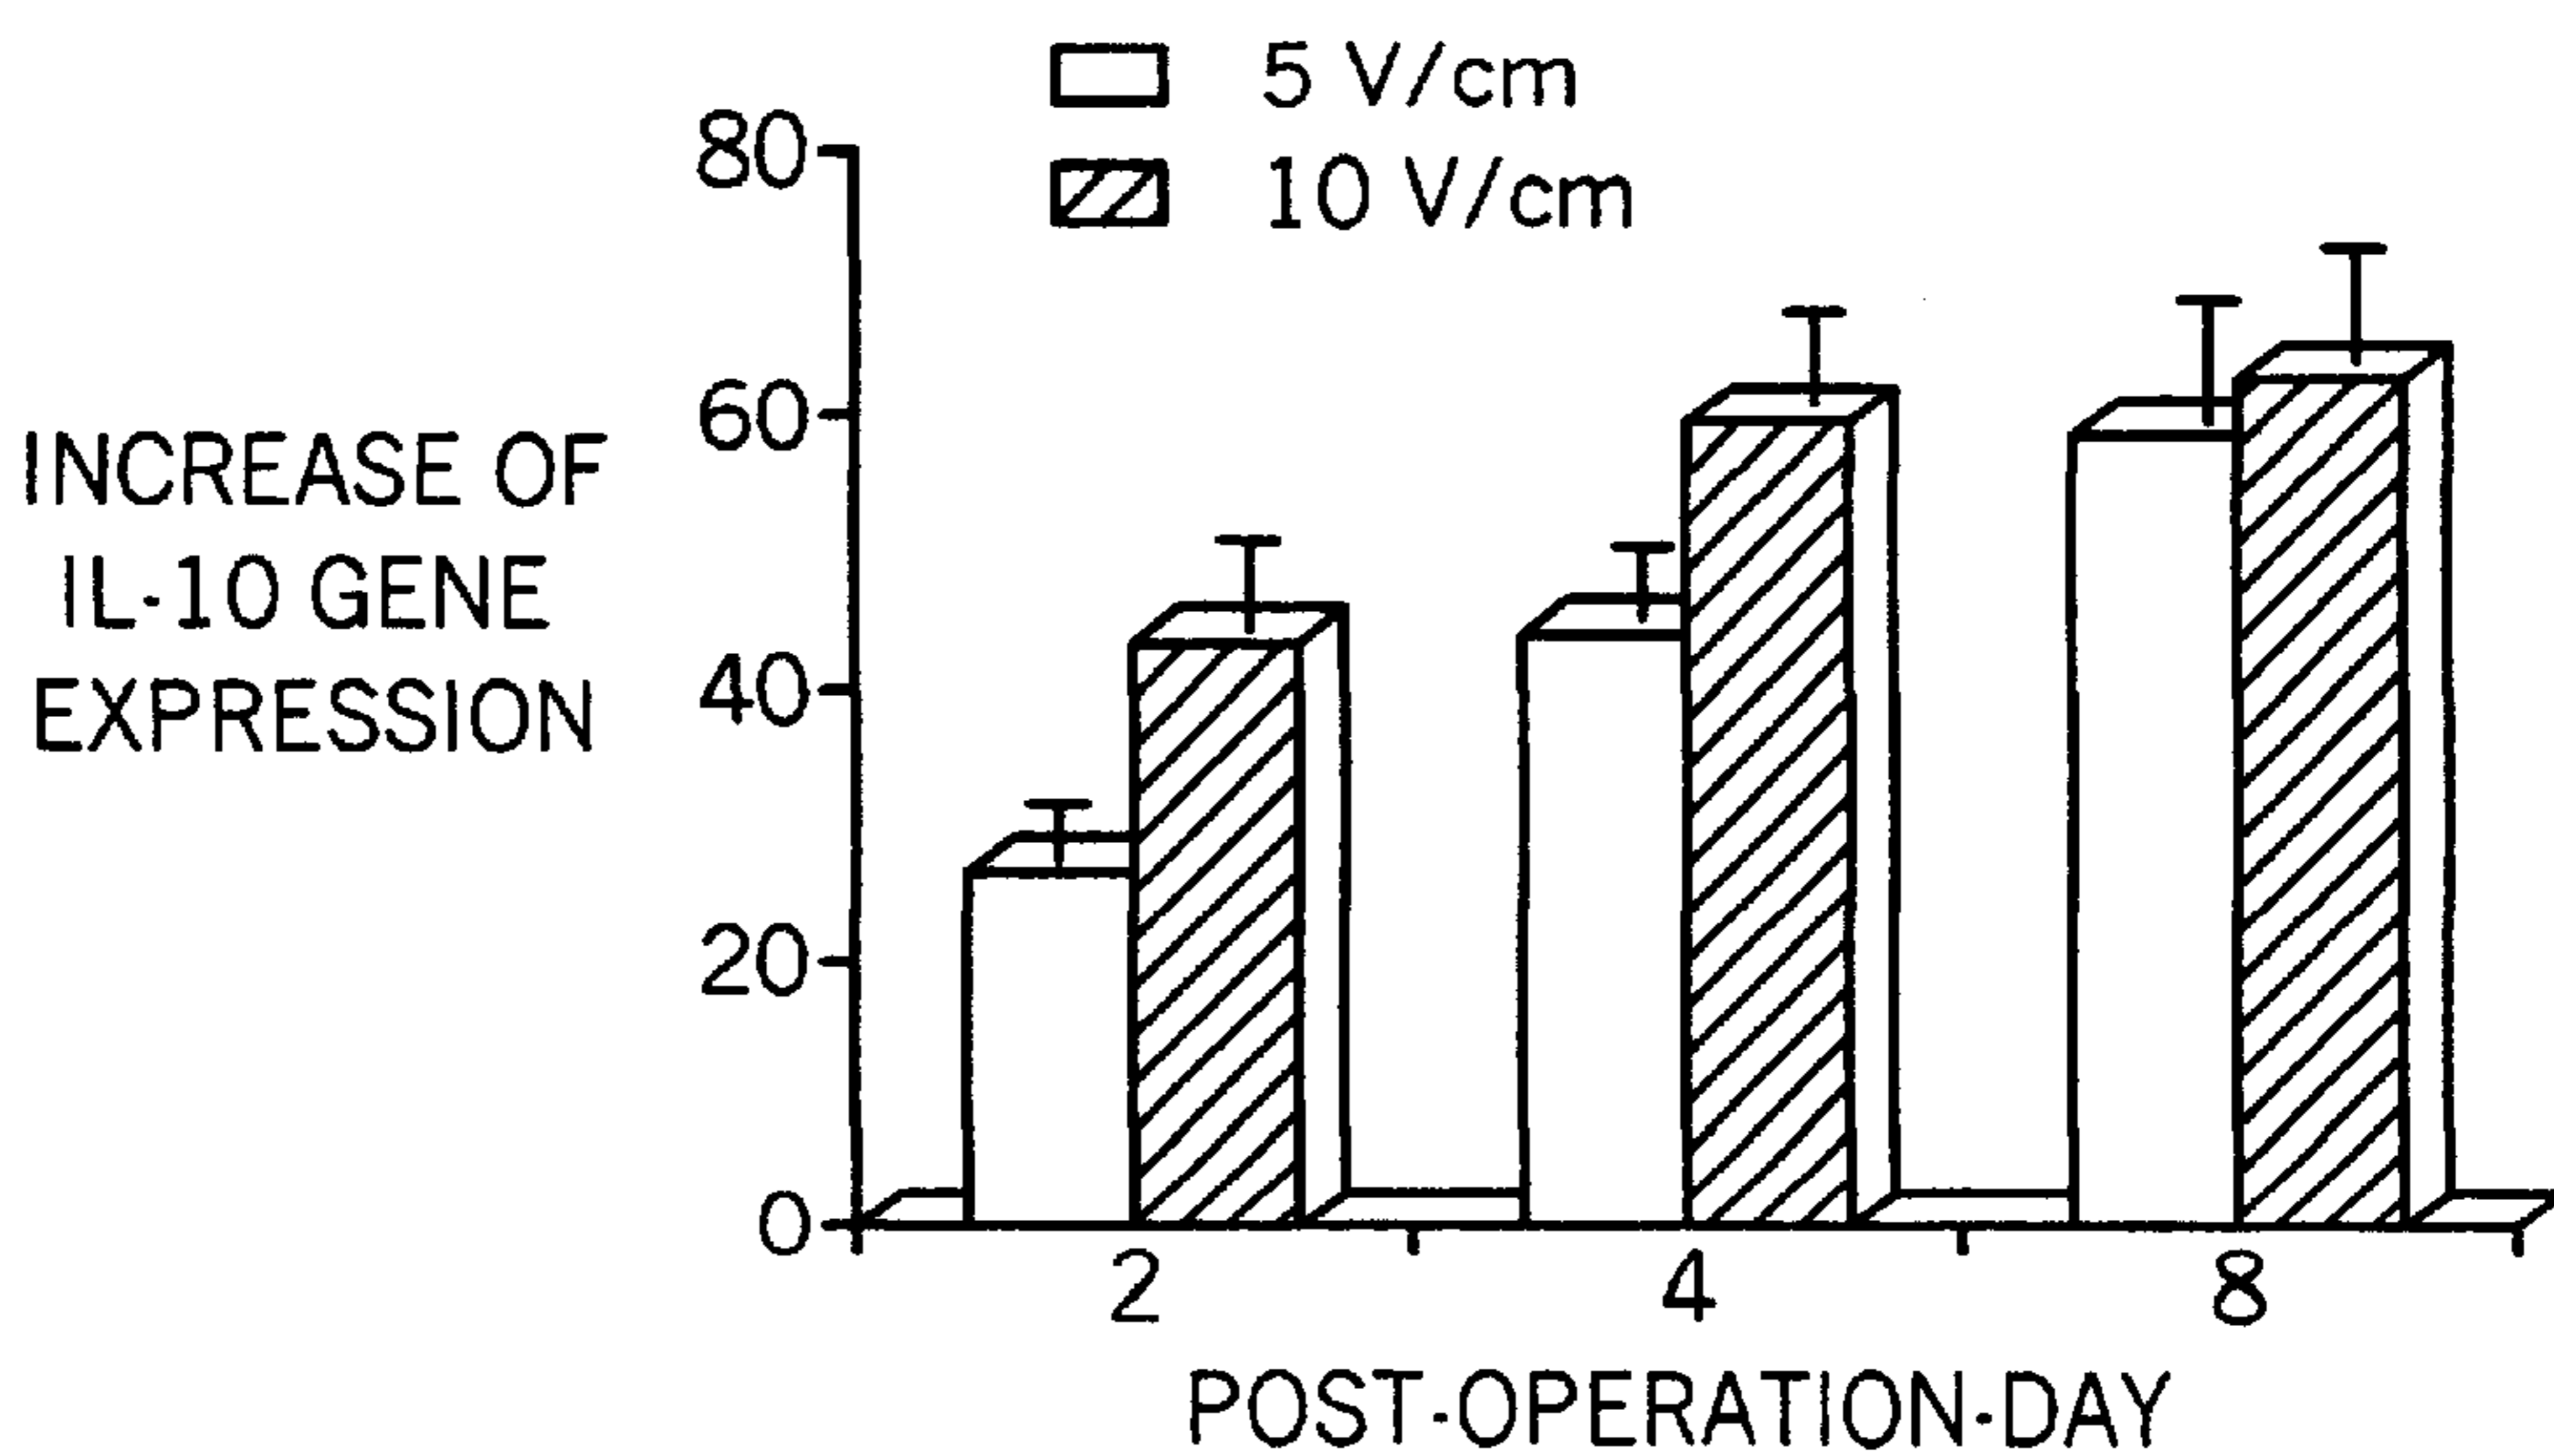 5 V/cm
10 V/cm
80
60
40
20
0
INCREASE OF
IL-10 GENE
EXPRESSION
2 4 8
POST-OPERATION-DAY